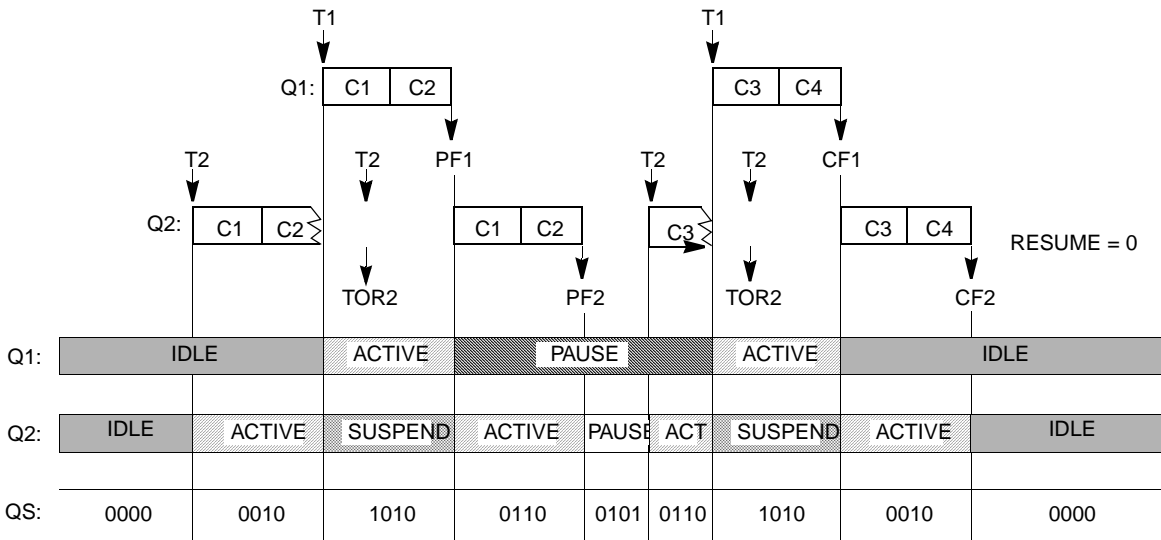 T1 T1
Q1: C1 C2 C3 C4
T2 T2 PF1 T2 T2 CF1
Q2: C1 C2 C1 C2 C3 C3 C4
RESUME = 0
TOR2 PF2 TOR2 CF2
Q1: IDLE ACTIVE PAUSE ACTIVE IDLE
Q2: IDLE ACTIVE SUSPEND ACTIVE PAUSE ACT SUSPEND ACTIVE IDLE
QS: 0000 0010 1010 0110 0101 0110 1010 0010 0000